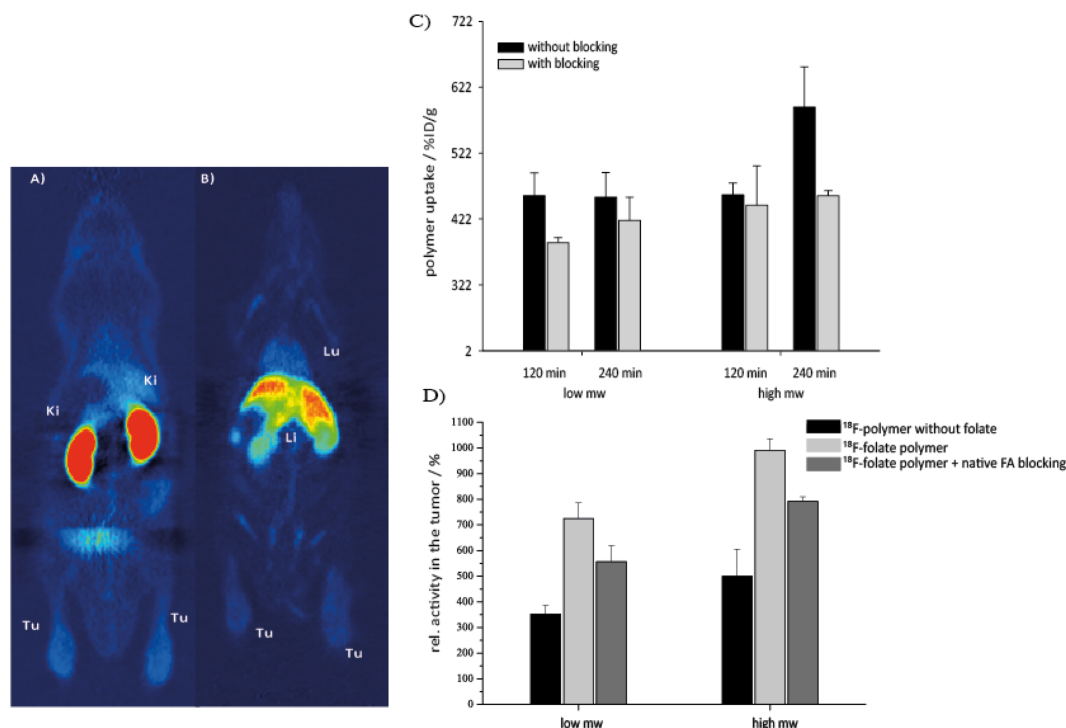 A)
B)
Lu
Ki
Ki
Li
Tu
Tu
Tu
Tu
C)
722
622
522
422
322
2
polymer uptake / %ID/g
without blocking
with blocking
120 min 240 min 120 min 240 min
low mw high mw
D)
1100
1000
900
800
700
600
500
400
300
200
100
0
rel. activity in the tumor / %
¹⁸F-polymer without folate
¹⁸F-folate polymer
¹⁸F-folate polymer + native FA blocking
low mw high mw